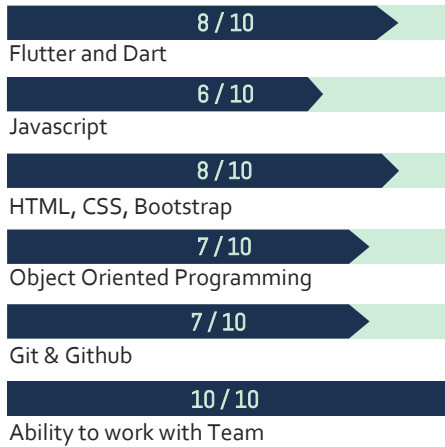 8 / 10
Flutter and Dart
6 / 10
Javascript
8 / 10
HTML, CSS, Bootstrap
7 / 10
Object Oriented Programming
7 / 10
Git & Github
10 / 10
Ability to work with Team